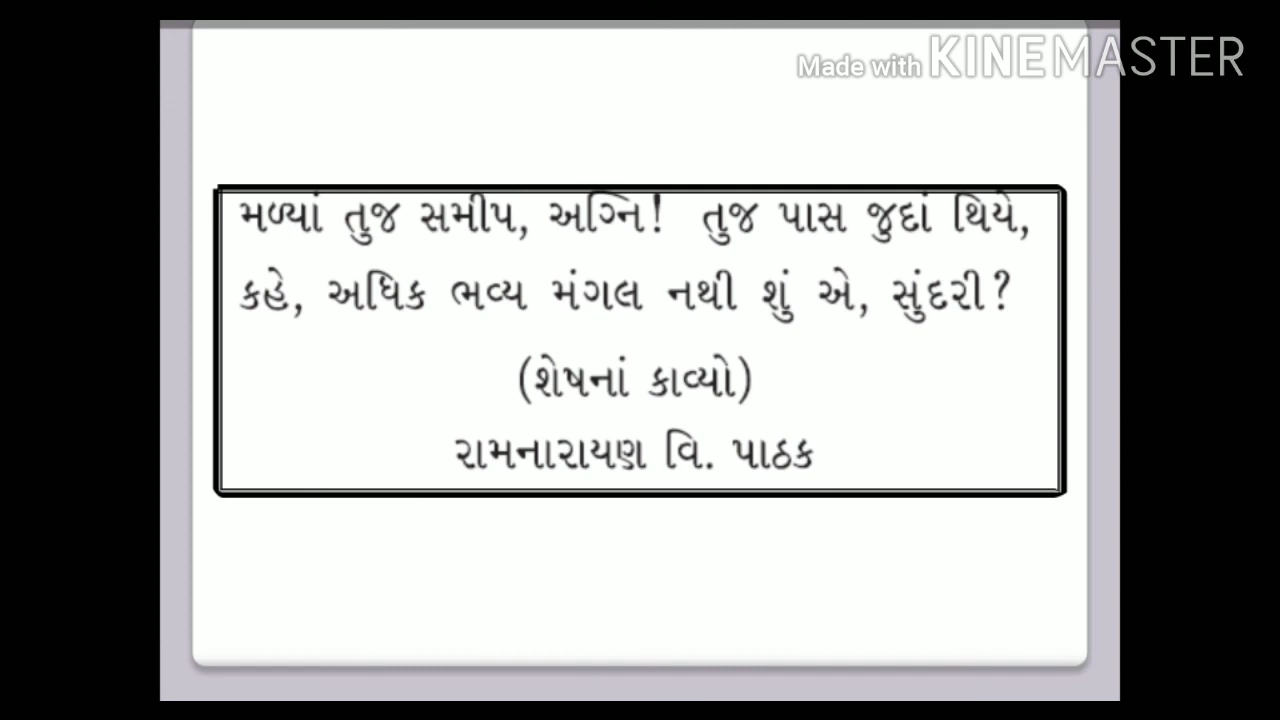 Made with KINEMASTER
મળ્યાં તુજ સમીપ, અગ્નિ! તુજ પાસ જુદાં થિયે,
કહે, અધિક ભવ્ય મંગલ નથી શું એ, સુંદરી?
(શેષનાં કાવ્યો)
રામનારાયણ વિ. પાઠક